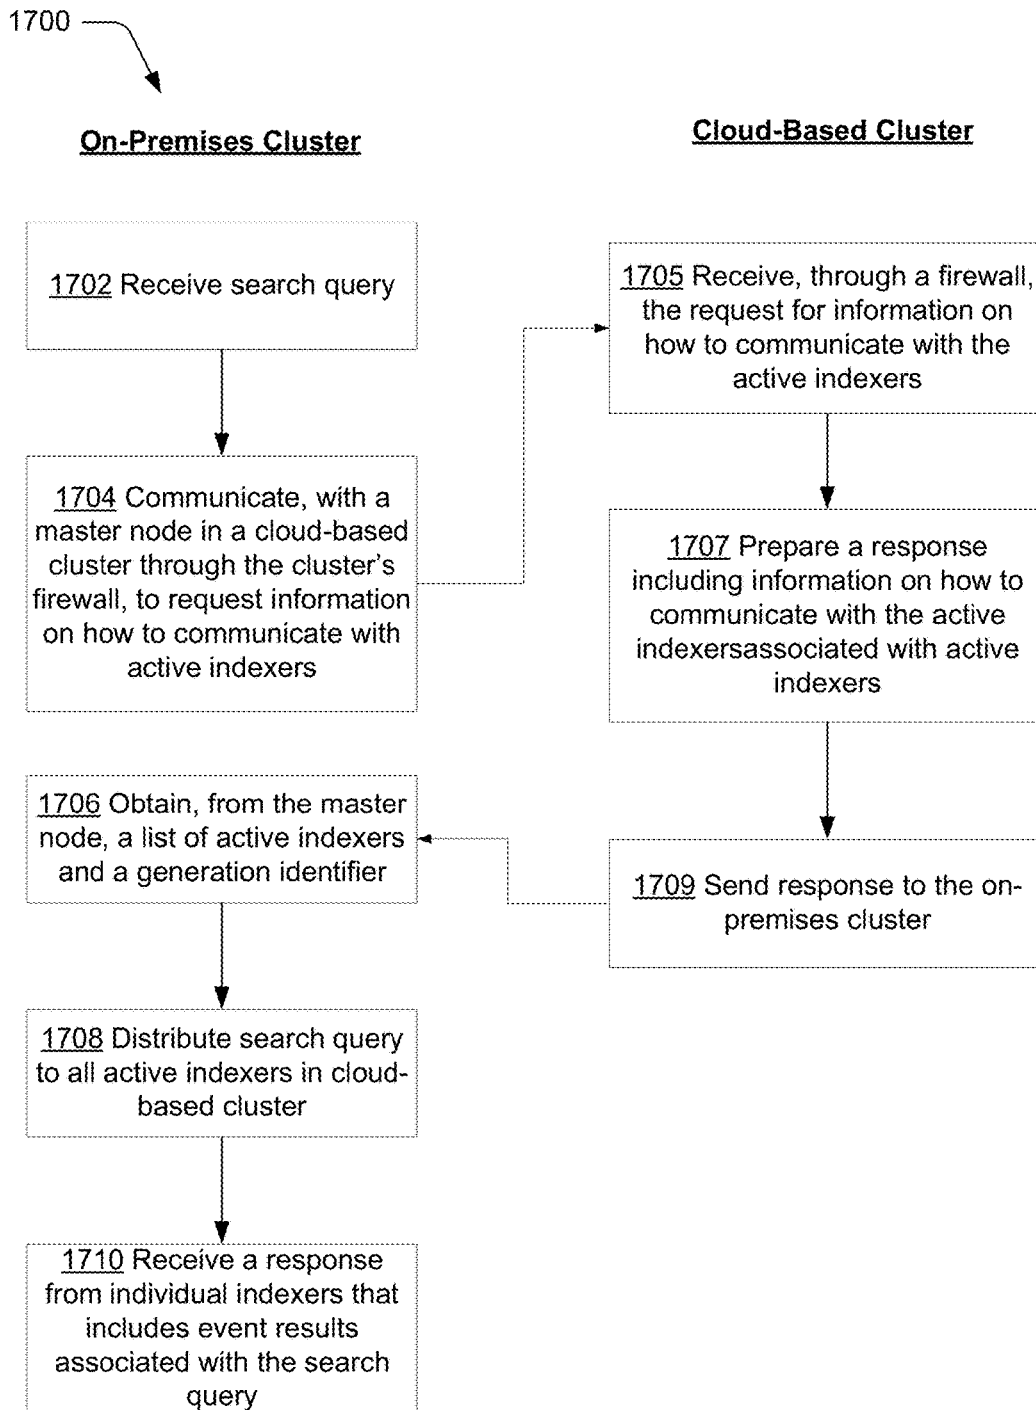 1700
On-Premises Cluster
Cloud-Based Cluster
1702 Receive search query
1704 Communicate, with a
master node in a cloud-based
cluster through the cluster's
firewall, to request information
on how to communicate with
active indexers
1705 Receive, through a firewall,
the request for information on
how to communicate with the
active indexers
1707 Prepare a response
including information on how to
communicate with the active
indexersassociated with active
indexers
1706 Obtain, from the master
node, a list of active indexers
and a generation identifier
1709 Send response to the on-
premises cluster
1708 Distribute search query
to all active indexers in cloud-
based cluster
1710 Receive a response
from individual indexers that
includes event results
associated with the search
query